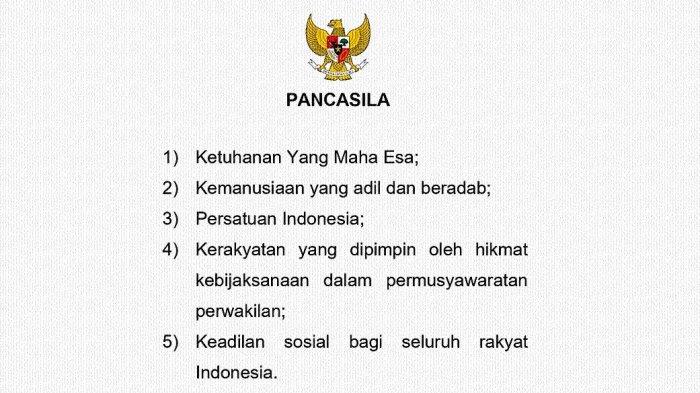 PANCASILA
1) Ketuhanan Yang Maha Esa;
2) Kemanusiaan yang adil dan beradab;
3) Persatuan Indonesia;
4) Kerakyatan yang dipimpin oleh hikmat
kebijaksanaan dalam permusyawaratan
perwakilan;
5) Keadilan sosial bagi seluruh rakyat
Indonesia.